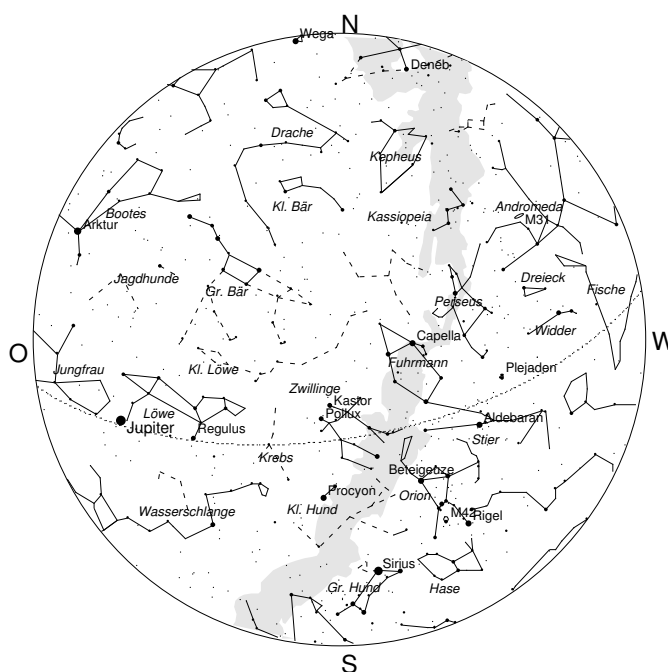 N
Wega
Deneb
Drache
Kepheus
Kl. Bär
Kassiopeia
Andromeda
M31
Bootes
Arktur
Jagdhunde
Gr. Bär
Dreieck
Fische
Perseus
Widder
Capella
O
W
Jungfrau
Kl. Löwe
Fuhrmann
Plejaden
Zwillinge
Kastor
Pollux
Löwe
Jupiter
Regulus
Aldebaran
Stier
Krebs
Beteigeuze
Orion
Procyon
Kl. Hund
Wasserschlange
M42
Rigel
Sirius
Gr. Hund
Hase
S